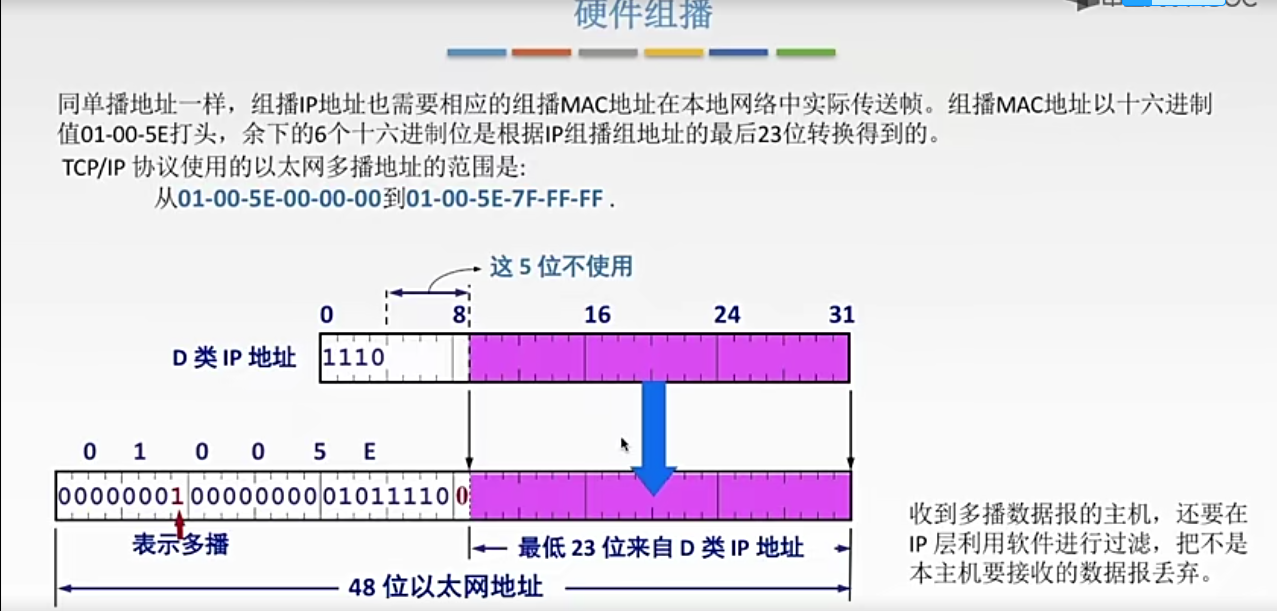 硬件组播
同单播地址一样，组播IP地址也需要相应的组播MAC地址在本地网络中实际传送帧。组播MAC地址以十六进制
值01-00-5E打头，余下的6个十六进制位是根据IP组播组地址的最后23位转换得到的。
TCP/IP 协议使用的以太网多播地址的范围是:
从01-00-5E-00-00-00到01-00-5E-7F-FF-FF .
这 5 位不使用
0 8 16 24 31
D 类 IP 地址 1110
0 1 0 0 5 E
00000001 00000000 01011110 0
表示多播
最低 23 位来自 D 类 IP 地址
48 位以太网地址
收到多播数据报的主机，还要在
IP 层利用软件进行过滤，把不是
本主机要接收的数据报丢弃。